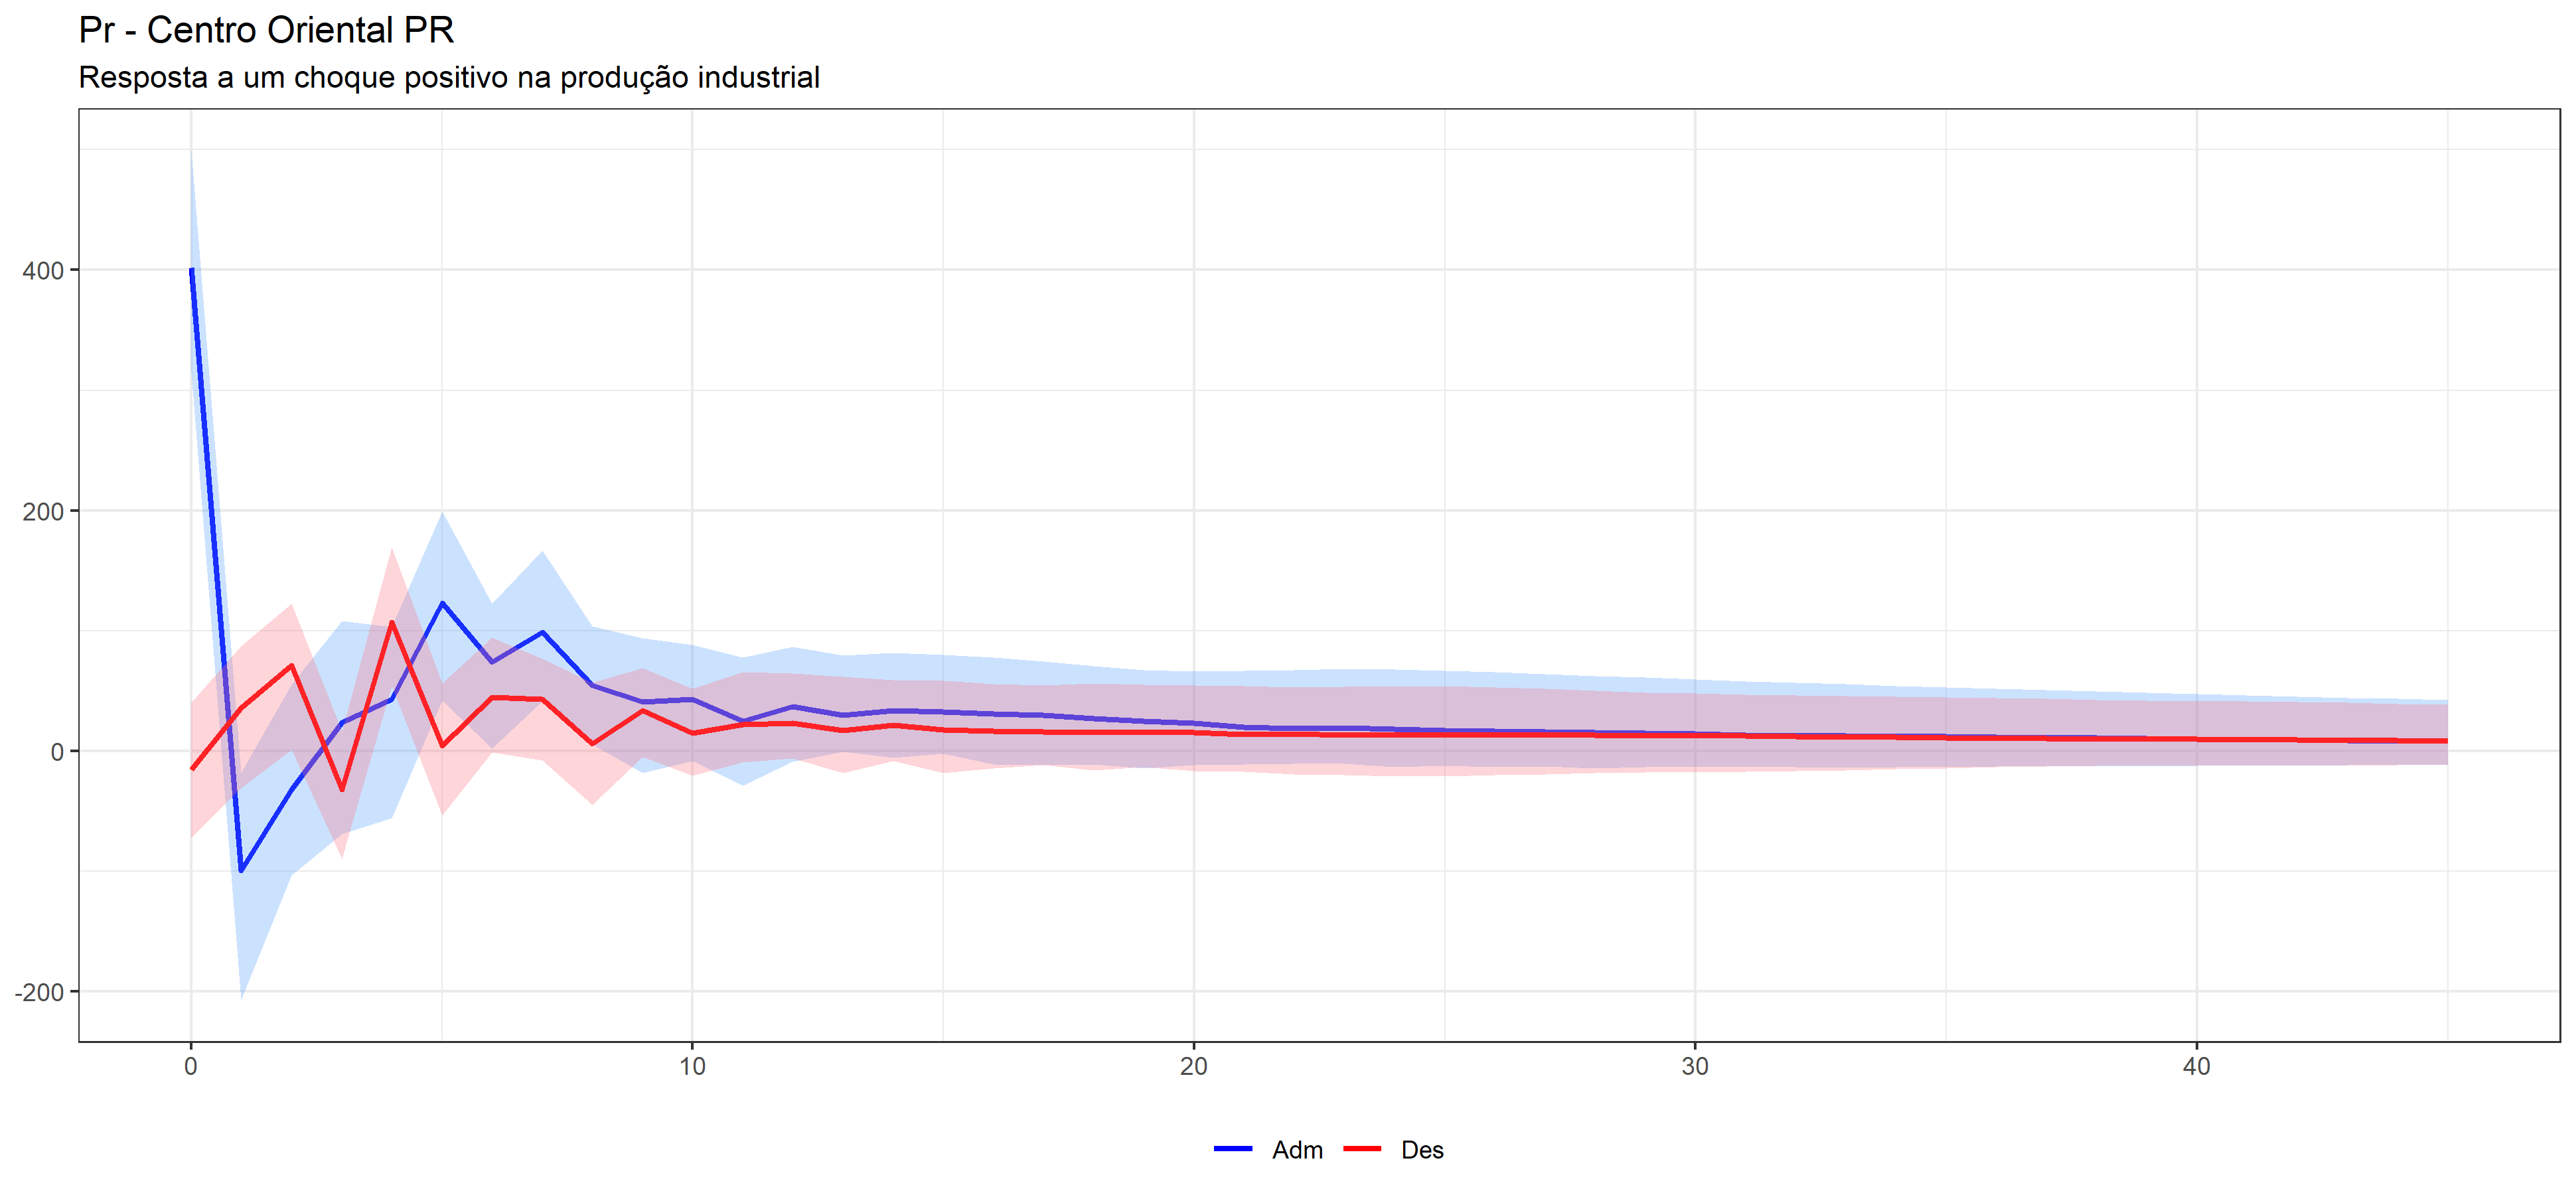 Pr - Centro Oriental PR
Resposta a um choque positivo na produção industrial
400
200
0
-200
0 10 20 30 40
Adm Des